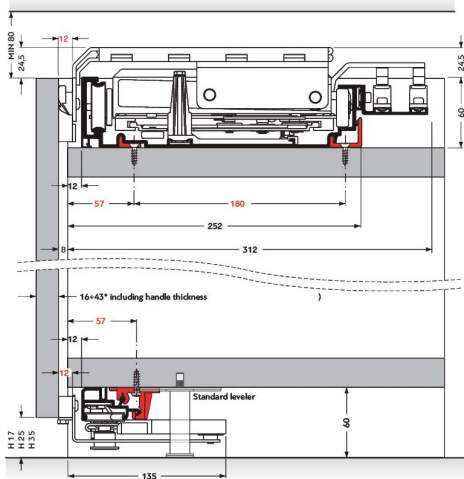 12
MIN 80
24,5
24,5
60
12
57
180
252
8
312
16÷43* including handle thickness )
57
12
12
Standard leveler
60
H 17
H 25
H 35
135